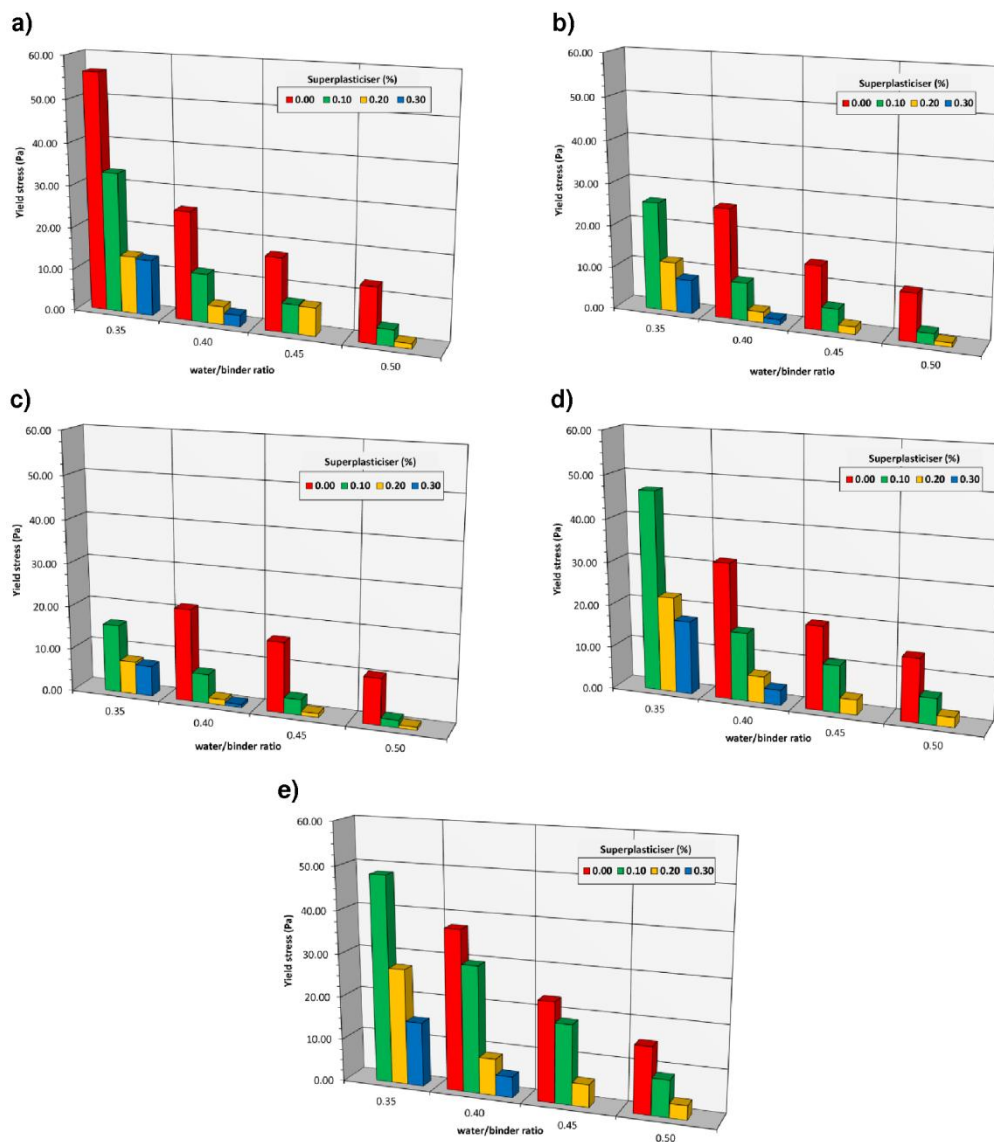 a)
60.00
50.00
40.00
30.00
20.00
10.00
0.00
Yield stress (Pa)
Superplasticiser (%)
0.00 0.10 0.20 0.30
0.35 0.40 0.45 0.50
water/binder ratio
b)
60.00
50.00
40.00
30.00
20.00
10.00
0.00
Yield stress (Pa)
Superplasticiser (%)
0.00 0.10 0.20 0.30
0.35 0.40 0.45 0.50
water/binder ratio
c)
60.00
50.00
40.00
30.00
20.00
10.00
0.00
Yield stress (Pa)
Superplasticiser (%)
0.00 0.10 0.20 0.30
0.35 0.40 0.45 0.50
water/binder ratio
d)
60.00
50.00
40.00
30.00
20.00
10.00
0.00
Yield stress (Pa)
Superplasticiser (%)
0.00 0.10 0.20 0.30
0.35 0.40 0.45 0.50
water/binder ratio
e)
60.00
50.00
40.00
30.00
20.00
10.00
0.00
Yield stress (Pa)
Superplasticiser (%)
0.00 0.10 0.20 0.30
0.35 0.40 0.45 0.50
water/binder ratio